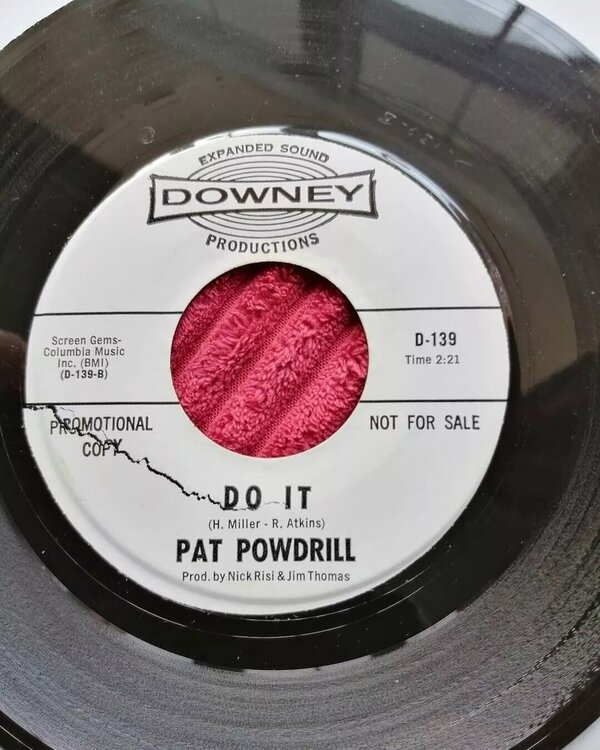 EXPANDED SOUND
DOWNEY
PRODUCTIONS
Screen Gems-
Columbia Music
Inc. (BMI)
(D-139-B)
D-139
Time 2:21
PROMOTIONAL
COPY
NOT FOR SALE
DO IT
(H. Miller - R. Atkins)
PAT POWDRILL
Prod. by Nick Risi & Jim Thomas